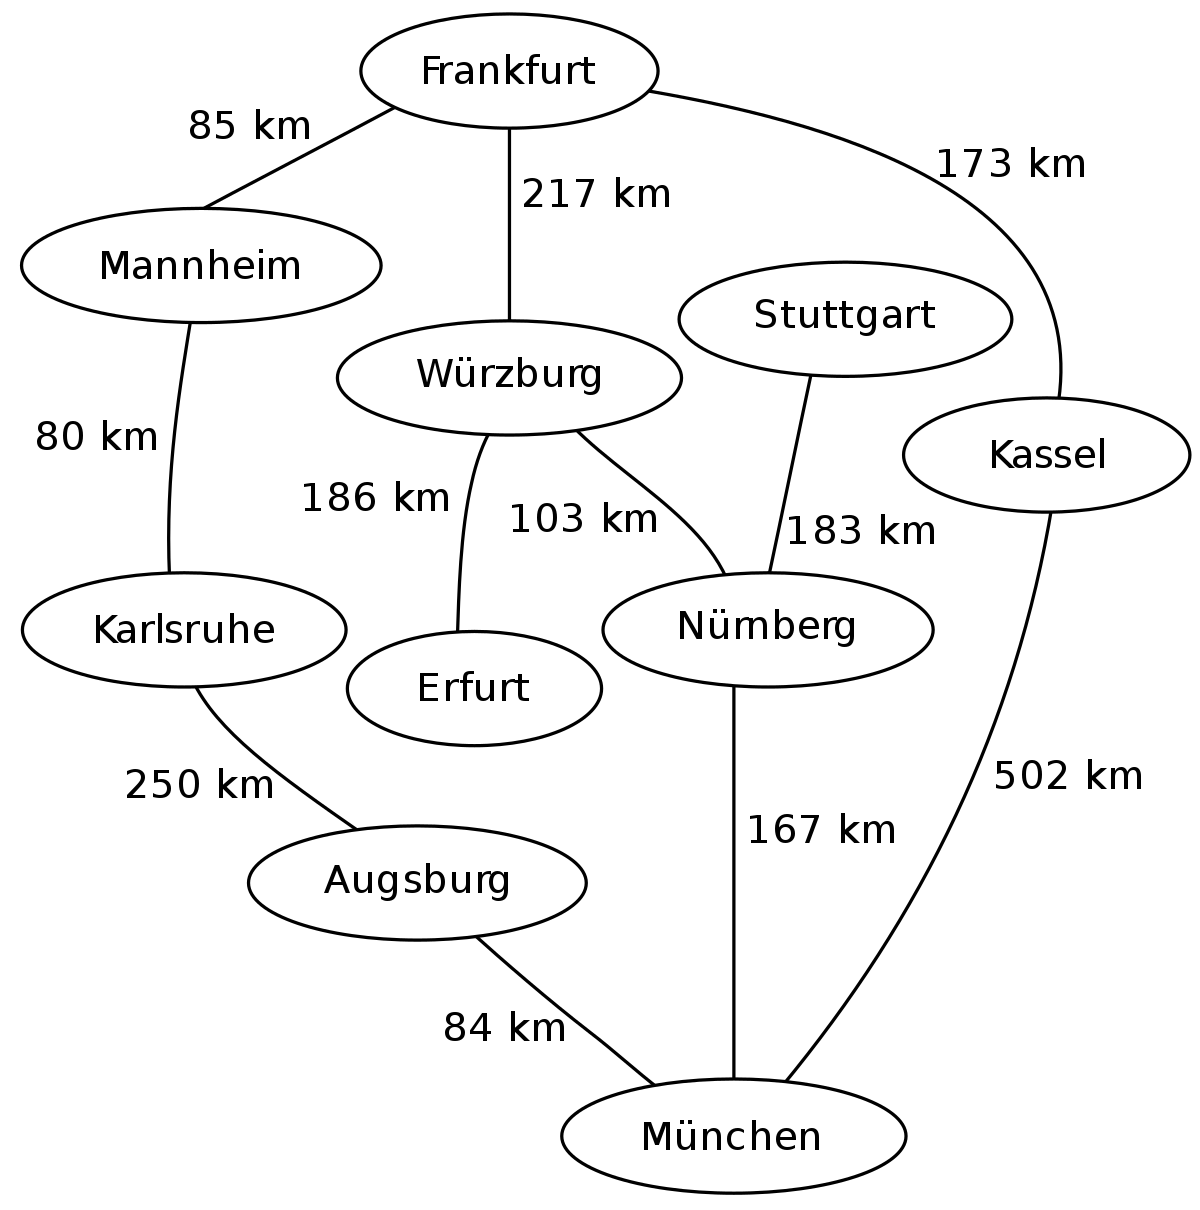 Frankfurt
85 km
173 km
217 km
Mannheim
Stuttgart
Würzburg
80 km
Kassel
186 km
103 km
183 km
Karlsruhe
Nürnberg
Erfurt
250 km
502 km
167 km
Augsburg
84 km
München